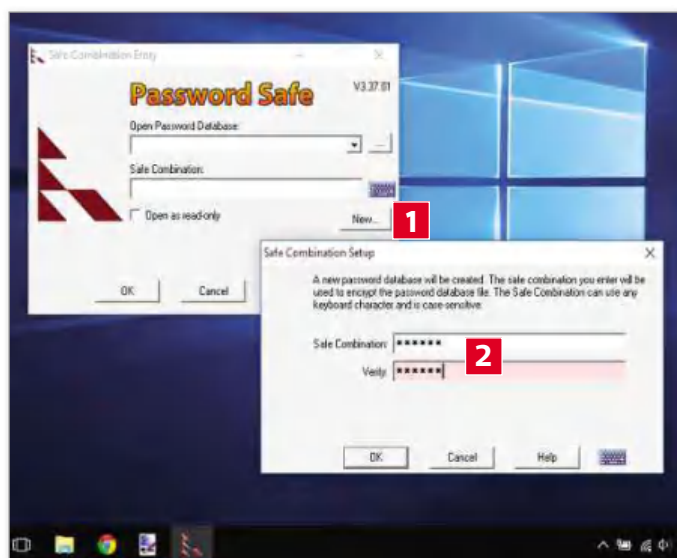 Safe Combination Entry
Password Safe
V3.37.01
Open Password Database:
...
Safe Combination:
Open as read-only
New...
1
OK
Cancel
Safe Combination Setup
A new password database will be created. The safe combination you enter will be
used to encrypt the password database file. The Safe Combination can use any
keyboard character and is case-sensitive.
Safe Combination: ******
2
Verify: ******
OK
Cancel
Help